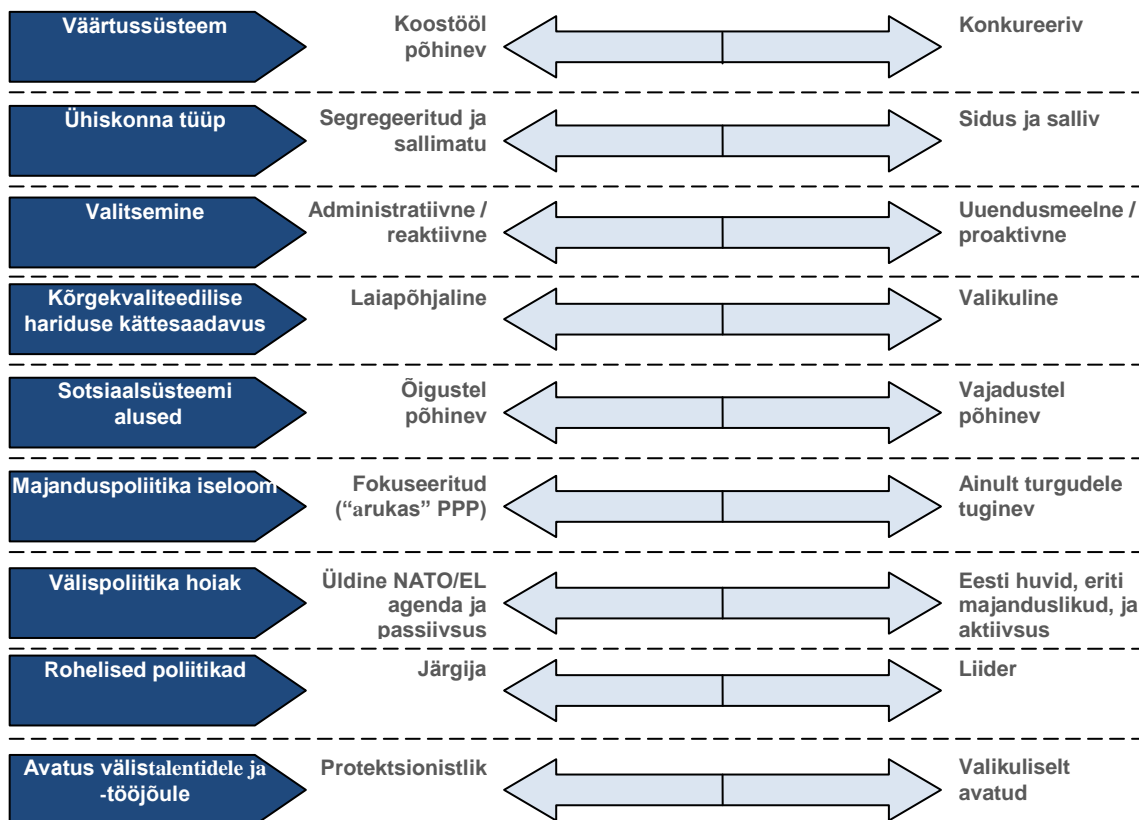 Väärtussüsteem
Koostööl
põhinev
Konkureeriv
Ühiskonna tüüp
Segregeeritud ja
sallimatu
Sidus ja salliv
Valitsemine
Administratiivne /
reaktiivne
Uuendusmeelne /
proaktivne
Kõrgekvaliteedilise
hariduse kättesaadavus
Laiapõhjaline
Valikuline
Sotsiaalsüsteemi
alused
Õigustel
põhinev
Vajadustel
põhinev
Majanduspoliitika iseloom
Fokuseeritud
(“arukas” PPP)
Ainult turgudele
tuginev
Välispoliitika hoiak
Üldine NATO/EL
agenda ja
passiivsus
Eesti huvid, eriti
majanduslikud, ja
aktiivsus
Rohelised poliitikad
Järgija
Liider
Avatus välistalentidele ja
-tööjõule
Protektsionistlik
Valikuliselt
avatud